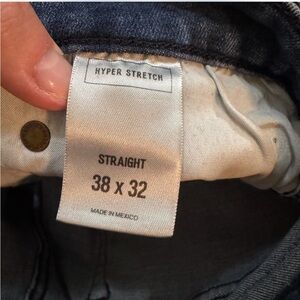 HYPER STRETCH
STRAIGHT
38 x 32
MADE IN MEXICO